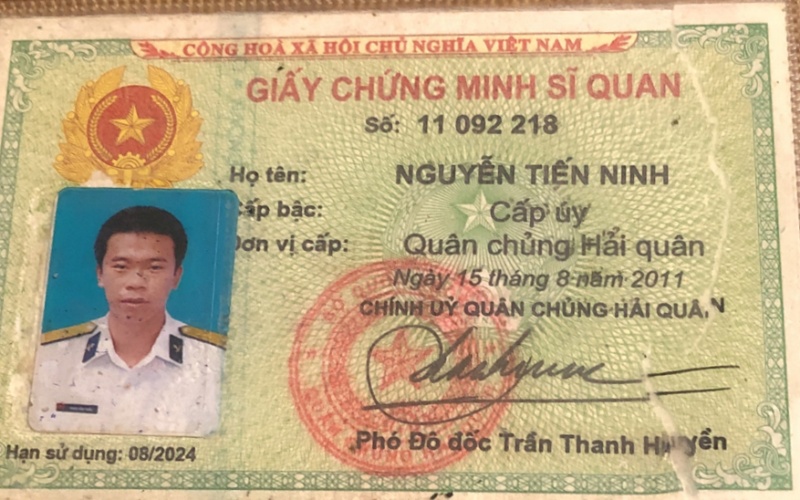 CÔNG HOÀ XÃ HỘI CHỦ NGHĨA VIỆT NAM
GIẤY CHỨNG MINH SĨ QUAN
Số: 11 092 218
Họ tên: NGUYỄN TIẾN NINH
Cấp bậc: Cấp úy
Đơn vị cấp: Quân chủng Hải quân
Ngày 15 tháng 8 năm 2011
CHÍNH UỶ QUÂN CHỦNG HẢI QUÂN
Phó Đô đốc Trần Thanh Huyền
Hạn sử dụng: 08/2024